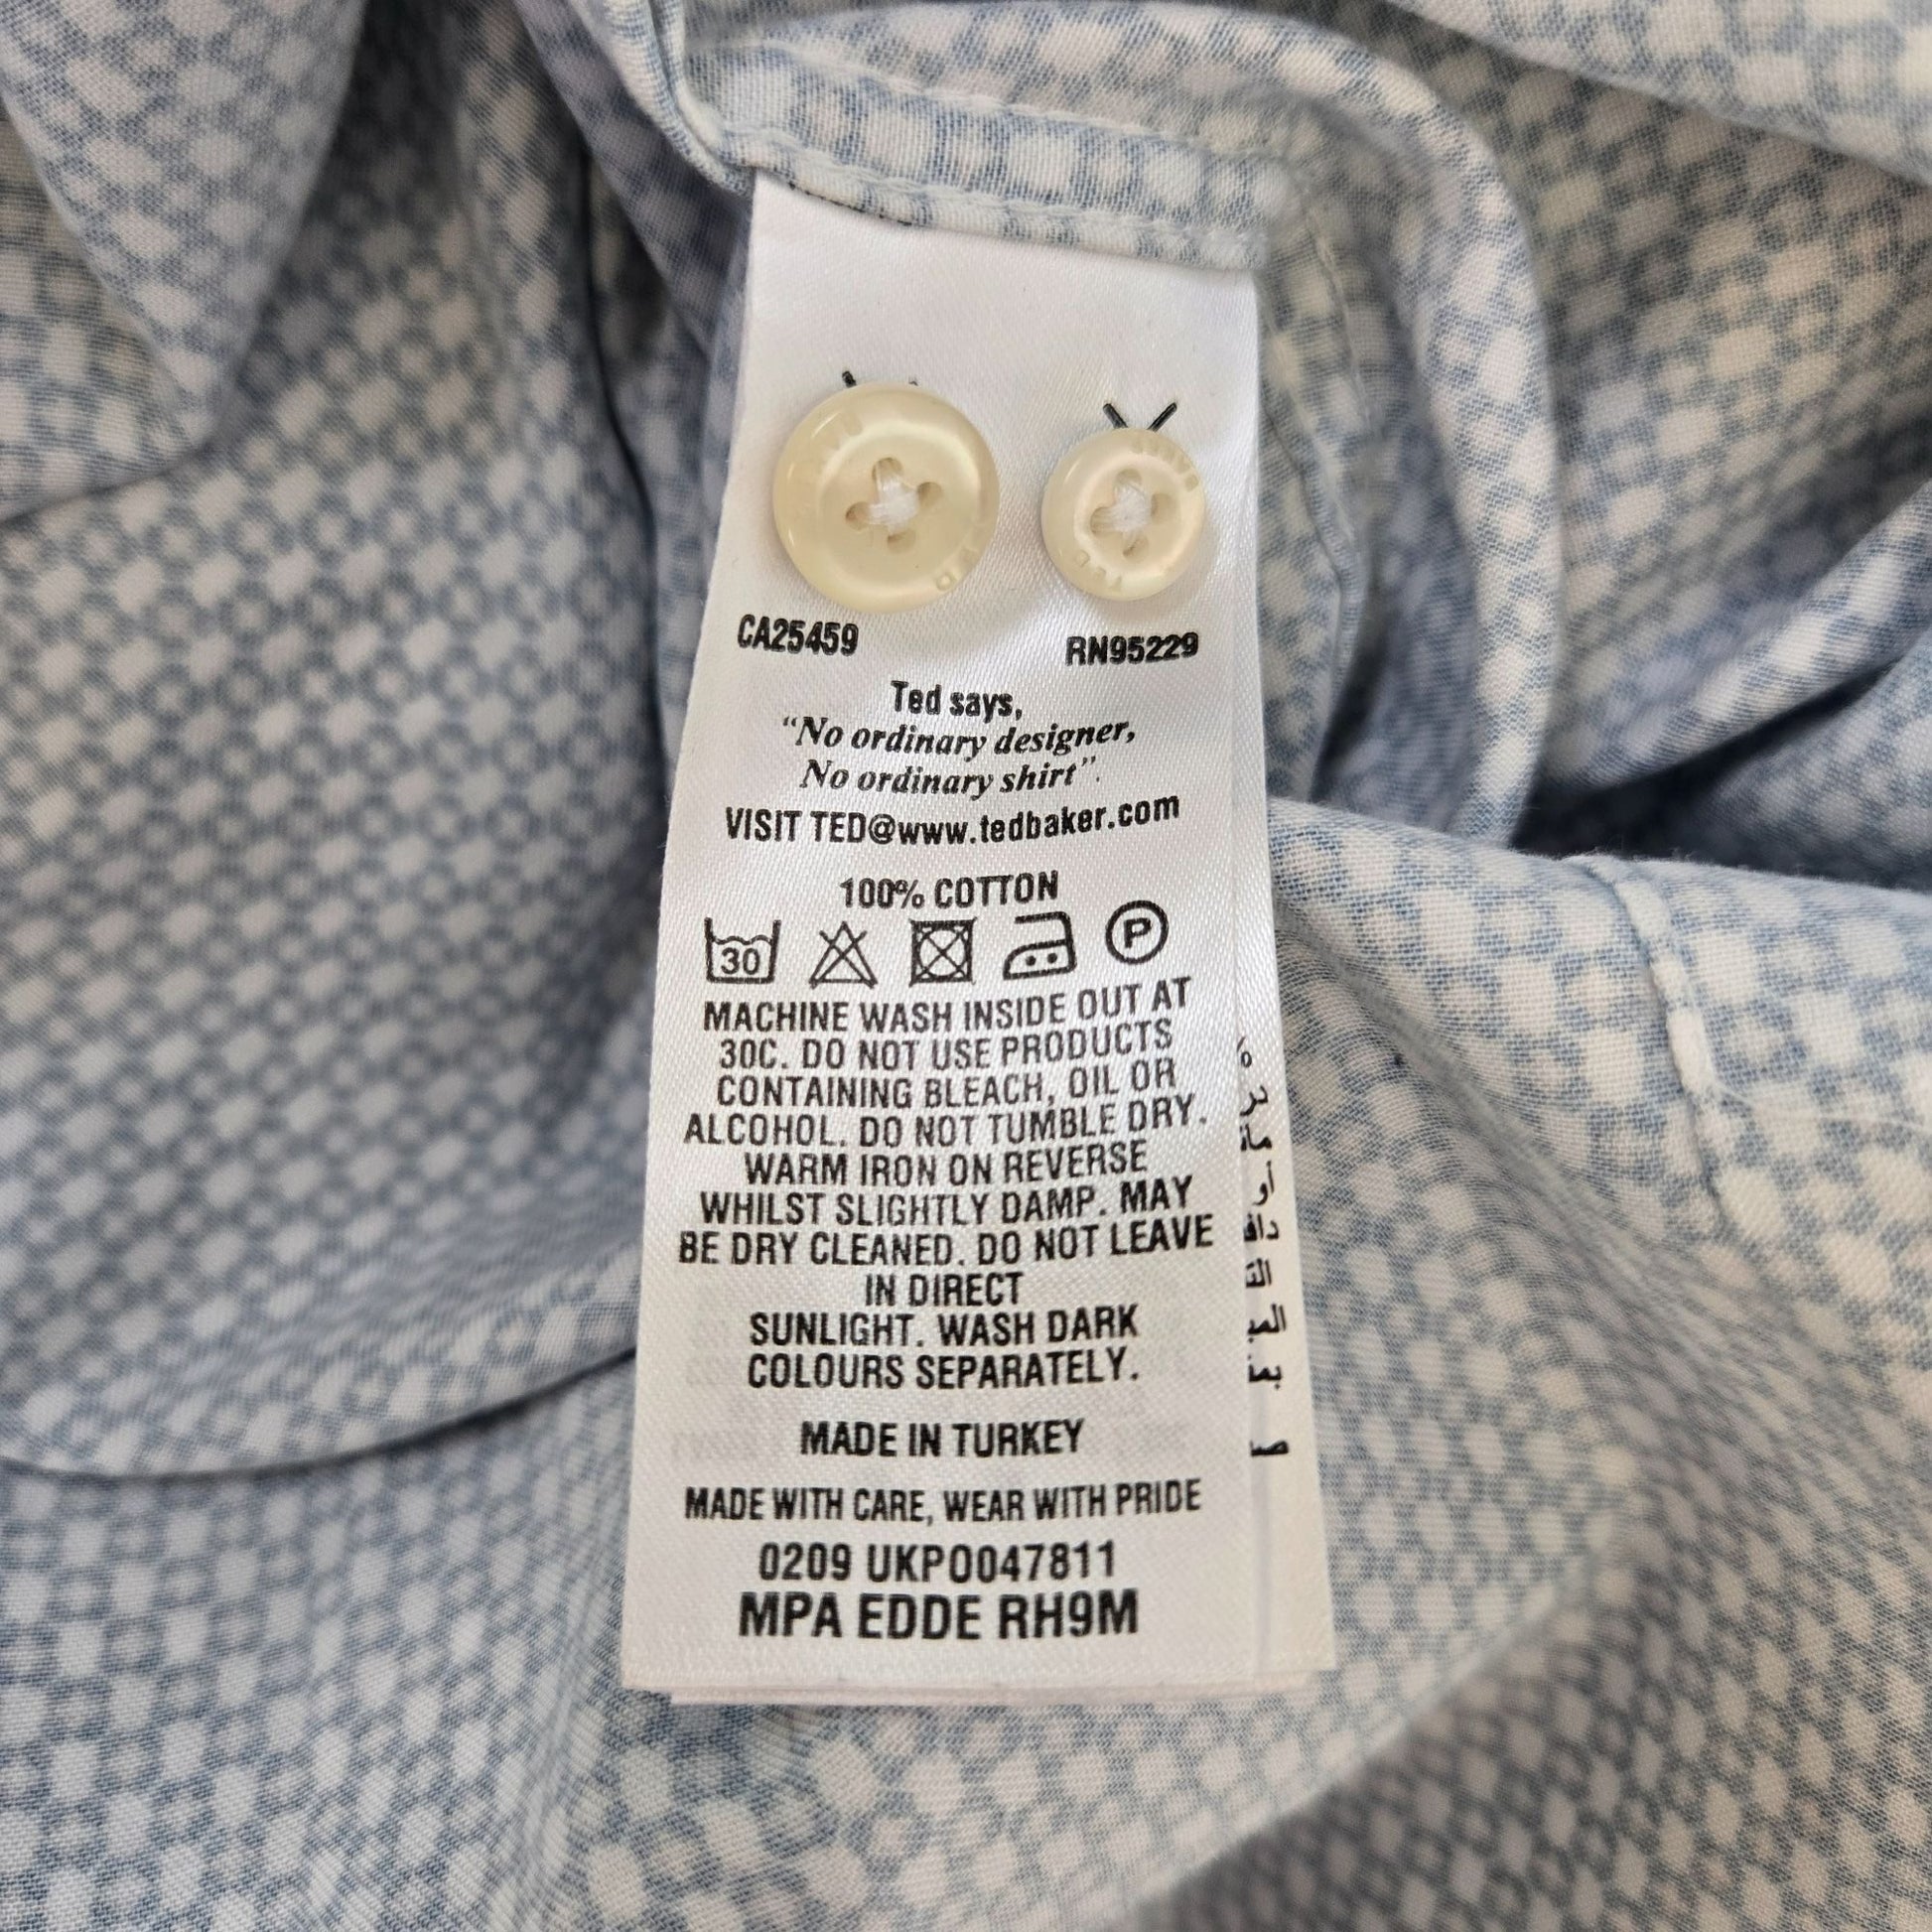 CA25459 RN95229
Ted says,
“No ordinary designer,
No ordinary shirt”.
VISIT TED@www.tedbaker.com
100% COTTON
30 P
MACHINE WASH INSIDE OUT AT
30C. DO NOT USE PRODUCTS
CONTAINING BLEACH, OIL OR
ALCOHOL. DO NOT TUMBLE DRY.
WARM IRON ON REVERSE
WHILST SLIGHTLY DAMP. MAY
BE DRY CLEANED. DO NOT LEAVE
IN DIRECT
SUNLIGHT. WASH DARK
COLOURS SEPARATELY.
MADE IN TURKEY
MADE WITH CARE, WEAR WITH PRIDE
0209 UKPO047811
MPA EDDE RH9M